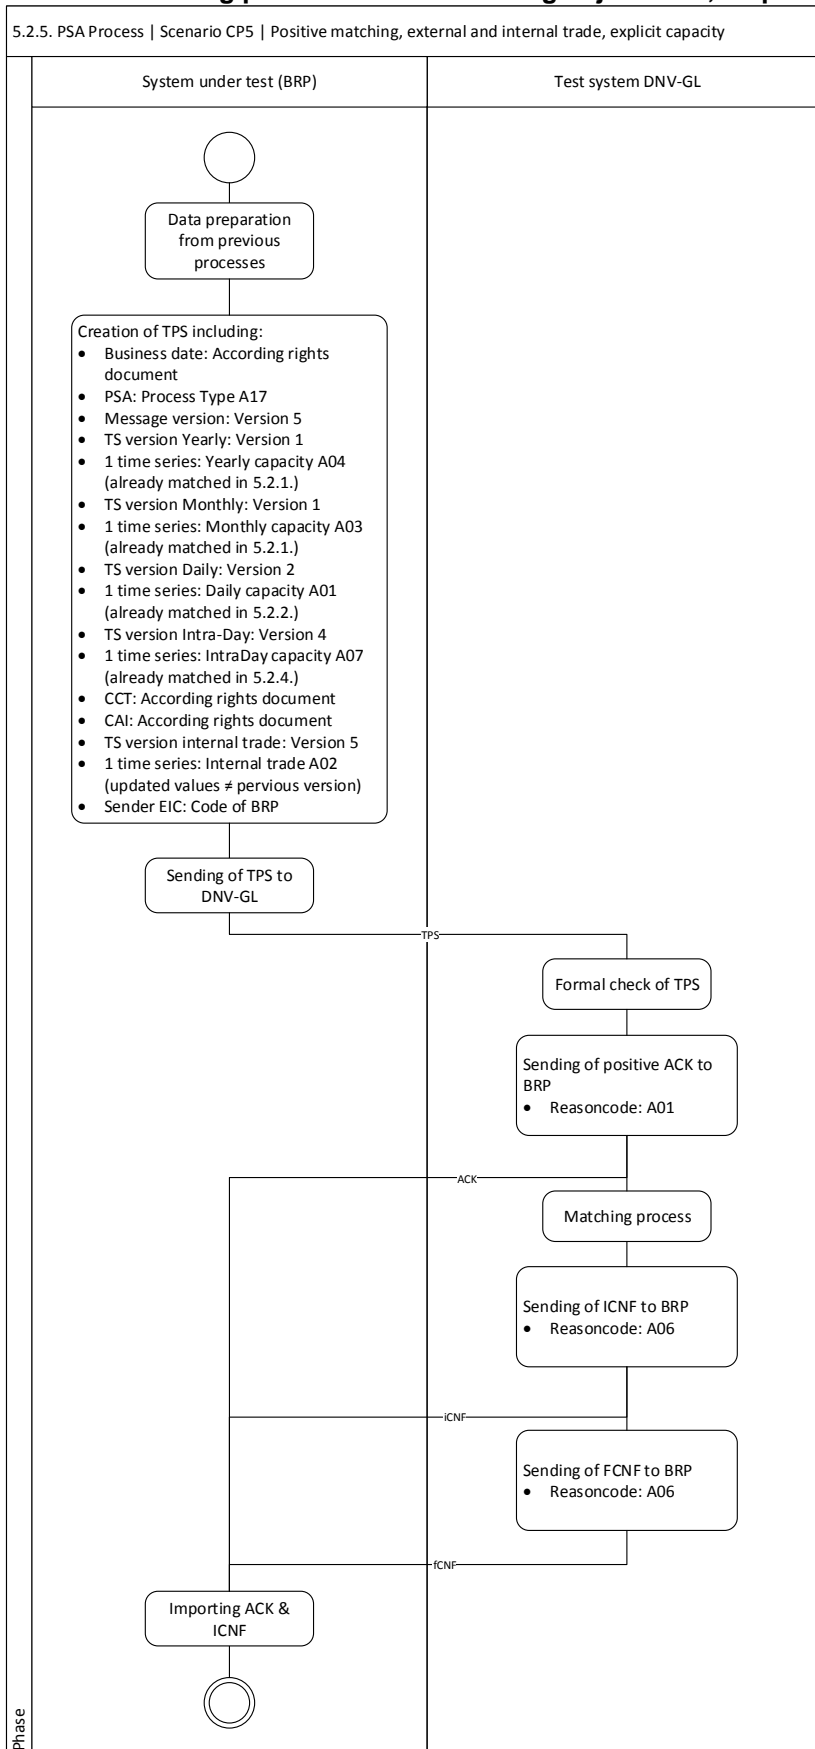 5.2.5. PSA Process | Scenario CP5 | Positive matching, external and internal trade, explicit capacity
System under test (BRP)
Test system DNV-GL
Data preparation
from previous
processes
Creation of TPS including:
• Business date: According rights
document
• PSA: Process Type A17
• Message version: Version 5
• TS version Yearly: Version 1
• 1 time series: Yearly capacity A04
(already matched in 5.2.1.)
• TS version Monthly: Version 1
• 1 time series: Monthly capacity A03
(already matched in 5.2.1.)
• TS version Daily: Version 2
• 1 time series: Daily capacity A01
(already matched in 5.2.2.)
• TS version Intra-Day: Version 4
• 1 time series: IntraDay capacity A07
(already matched in 5.2.4.)
• CCT: According rights document
• CAI: According rights document
• TS version internal trade: Version 5
• 1 time series: Internal trade A02
(updated values ≠ pervious version)
• Sender EIC: Code of BRP
Sending of TPS to
DNV-GL
TPS
Formal check of TPS
Sending of positive ACK to
BRP
• Reasoncode: A01
ACK
Matching process
Sending of ICNF to BRP
• Reasoncode: A06
iCNF
Sending of FCNF to BRP
• Reasoncode: A06
fCNF
Importing ACK &
ICNF
Phase